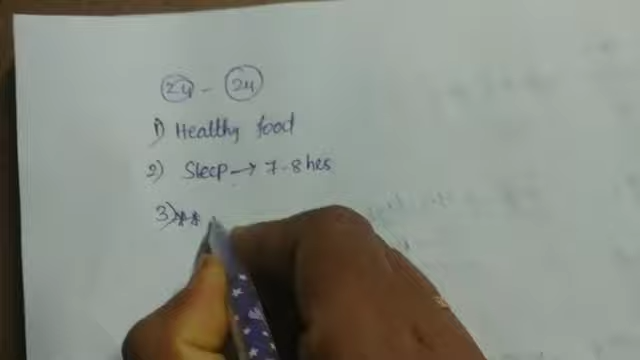 24 - 24
1) Healthy food
2) Sleep → 7-8 hrs
3) **